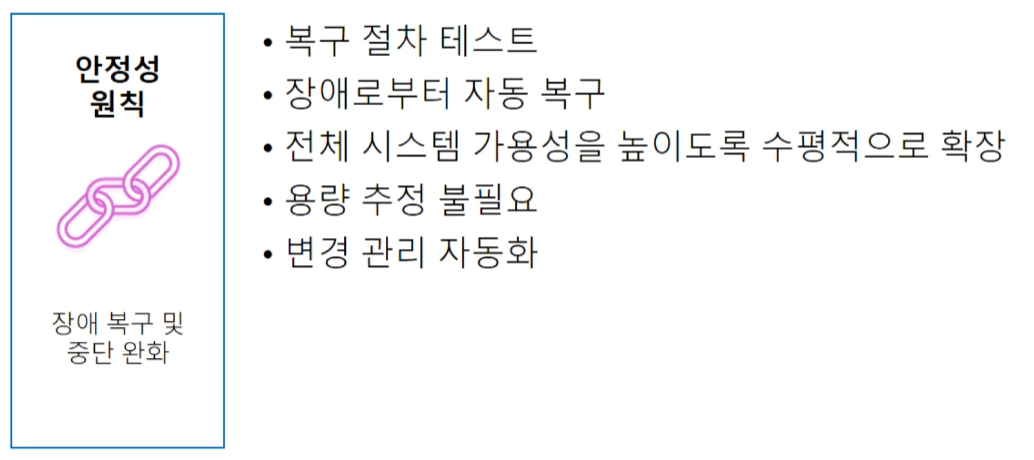 안정성
원칙
장애 복구 및
중단 완화
• 복구 절차 테스트
• 장애로부터 자동 복구
• 전체 시스템 가용성을 높이도록 수평적으로 확장
• 용량 추정 불필요
• 변경 관리 자동화